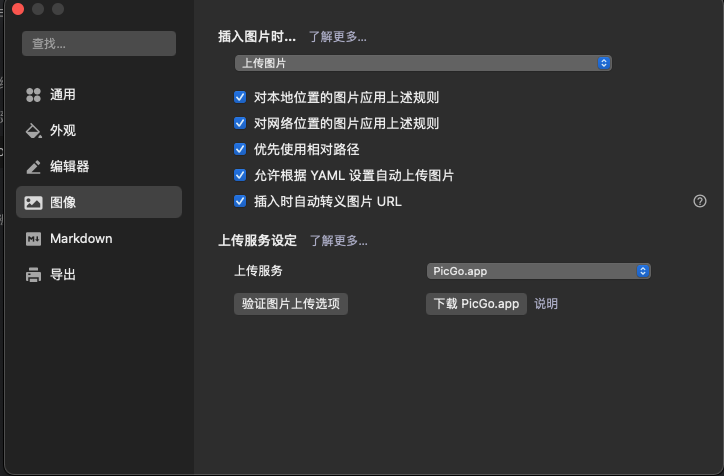 查找...
通用
外观
编辑器
图像
Markdown
导出
插入图片时... 了解更多...
上传图片
对本地位置的图片应用上述规则
对网络位置的图片应用上述规则
优先使用相对路径
允许根据 YAML 设置自动上传图片
插入时自动转义图片 URL
上传服务设定 了解更多...
上传服务 PicGo.app
验证图片上传选项 下载 PicGo.app 说明